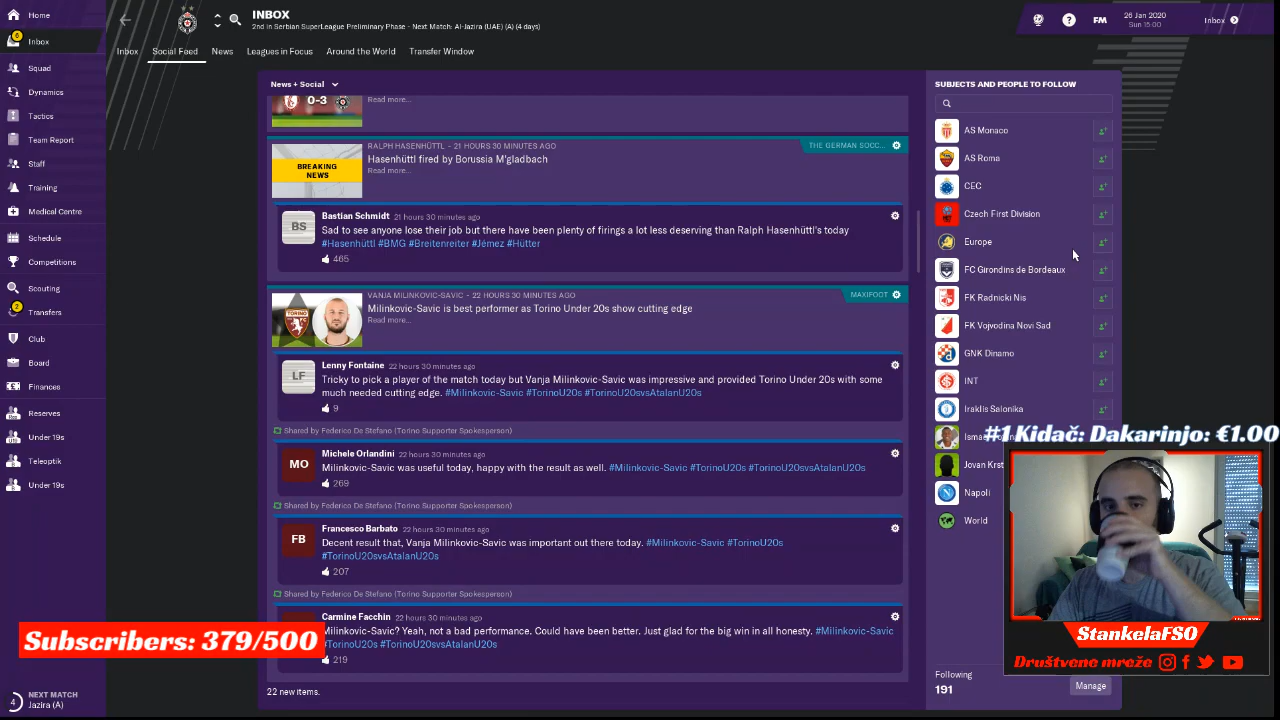 Home
Inbox
6
Squad
Dynamics
Tactics
Team Report
Staff
Training
Medical Centre
Schedule
Competitions
Scouting
2
Transfers
Club
Board
Finances
Reserves
Under 19s
Teleoptik
Under 19s
4
NEXT MATCH
Jazira (A)
INBOX
2nd in Serbian SuperLeague Preliminary Phase - Next Match: Al-Jazira (UAE) (A) (4 days)
? FM
26 Jan 2020
Sun 15:00
Inbox
Inbox Social Feed News Leagues in Focus Around the World Transfer Window
News + Social
0-3
Read more...
RALPH HASENHÜTTL - 21 HOURS 30 MINUTES AGO
THE GERMAN SOCC...
BREAKING
NEWS
Hasenhüttl fired by Borussia M'gladbach
Read more...
BS
Bastian Schmidt 21 hours 30 minutes ago
Sad to see anyone lose their job but there have been plenty of firings a lot less deserving than Ralph Hasenhüttl's today
#Hasenhüttl #BMG #Breitenreiter #Jémez #Hütter
465
VANJA MILINKOVIC-SAVIC - 22 HOURS 30 MINUTES AGO
MAXIFOOT
Milinkovic-Savic is best performer as Torino Under 20s show cutting edge
Read more...
LF
Lenny Fontaine 22 hours 30 minutes ago
Tricky to pick a player of the match today but Vanja Milinkovic-Savic was impressive and provided Torino Under 20s with some
much needed cutting edge. #Milinkovic-Savic #TorinoU20s #TorinoU20svsAtalanU20s
9
Shared by Federico De Stefano (Torino Supporter Spokesperson)
MO
Michele Orlandini 22 hours 30 minutes ago
Milinkovic-Savic was useful today, happy with the result as well. #Milinkovic-Savic #TorinoU20s #TorinoU20svsAtalanU20s
269
Shared by Federico De Stefano (Torino Supporter Spokesperson)
FB
Francesco Barbato 22 hours 30 minutes ago
Decent result that, Vanja Milinkovic-Savic was important out there today. #Milinkovic-Savic #TorinoU20s
#TorinoU20svsAtalanU20s
207
Shared by Federico De Stefano (Torino Supporter Spokesperson)
Carmine Facchin 22 hours 30 minutes ago
Milinkovic-Savic? Yeah, not a bad performance. Could have been better. Just glad for the big win in all honesty. #Milinkovic-Savic
#TorinoU20s #TorinoU20svsAtalanU20s
219
22 new items.
SUBJECTS AND PEOPLE TO FOLLOW
AS Monaco
AS Roma
CEC
Czech First Division
Europe
FC Girondins de Bordeaux
FK Radnicki Nis
FK Vojvodina Novi Sad
GNK Dinamo
INT
Iraklis Salonika
Jovan Krst
Napoli
World
Following
191
Manage
#1 Kidač: Dakarinjo: €1.00
StankelaFSO
Društvene mreže
Subscribers: 379/500